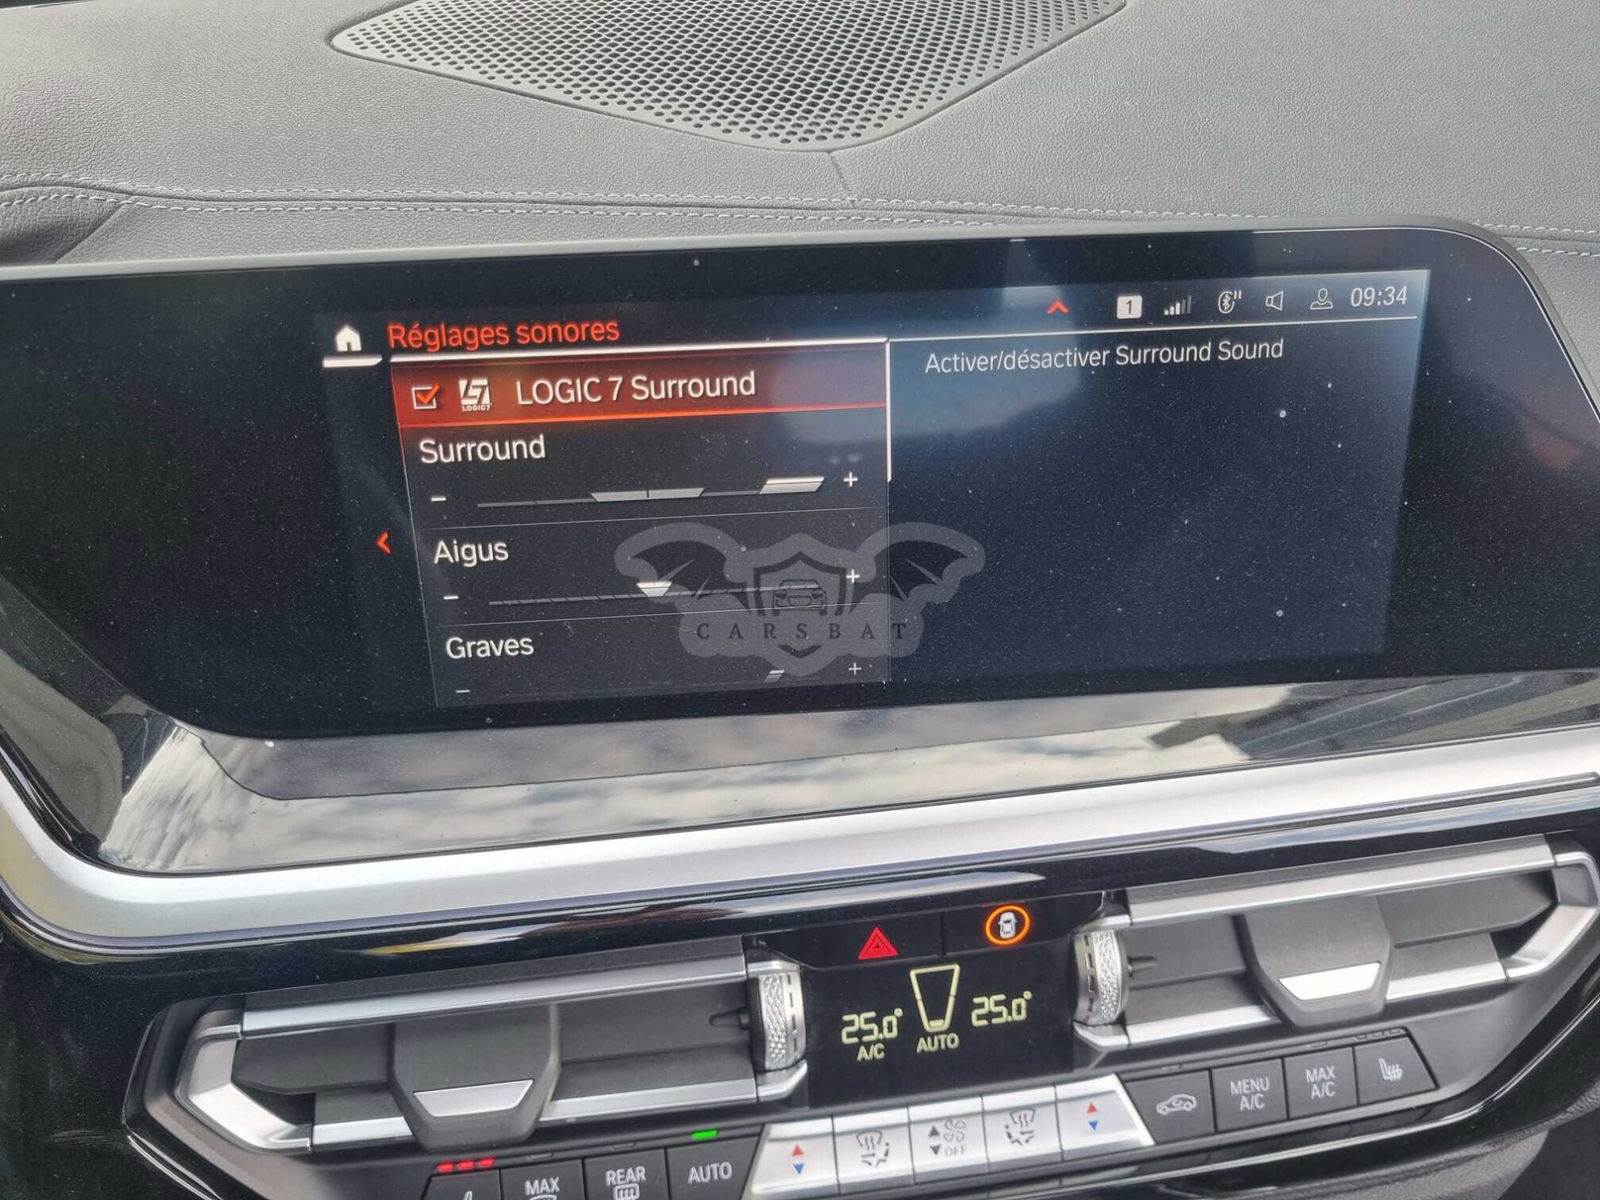 Réglages sonores
1
09:34
LOGIC7
LOGIC 7 Surround
Activer/désactiver Surround Sound
Surround
- +
Aigus
- +
Graves
- +
CARSBAT
25.0° 25.0°
A/C AUTO
MAX
REAR
AUTO
OFF
MENU
A/C
MAX
A/C